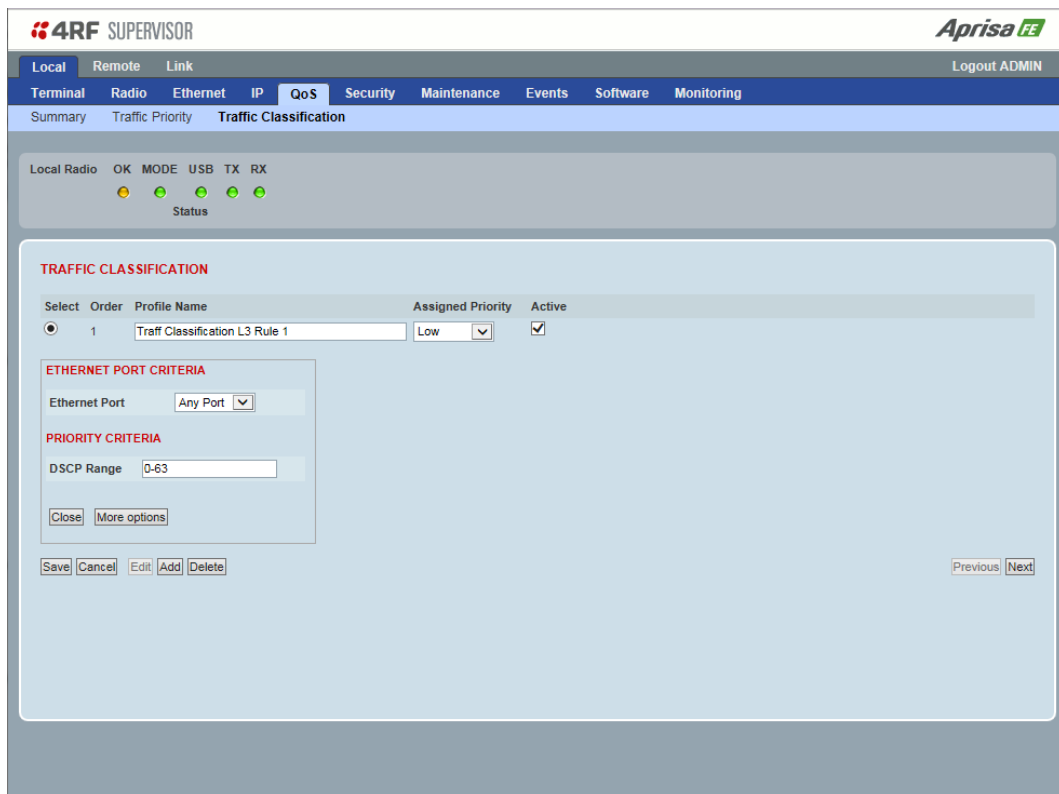 4RF SUPERVISOR
Aprisa FE
Local Remote Link Logout ADMIN
Terminal Radio Ethernet IP QoS Security Maintenance Events Software Monitoring
Summary Traffic Priority Traffic Classification
Local Radio OK MODE USB TX RX
Status
TRAFFIC CLASSIFICATION
Select Order Profile Name Assigned Priority Active
1 Traff Classification L3 Rule 1 Low
ETHERNET PORT CRITERIA
Ethernet Port Any Port
PRIORITY CRITERIA
DSCP Range 0-63
Close More options
Save Cancel Edit Add Delete Previous Next